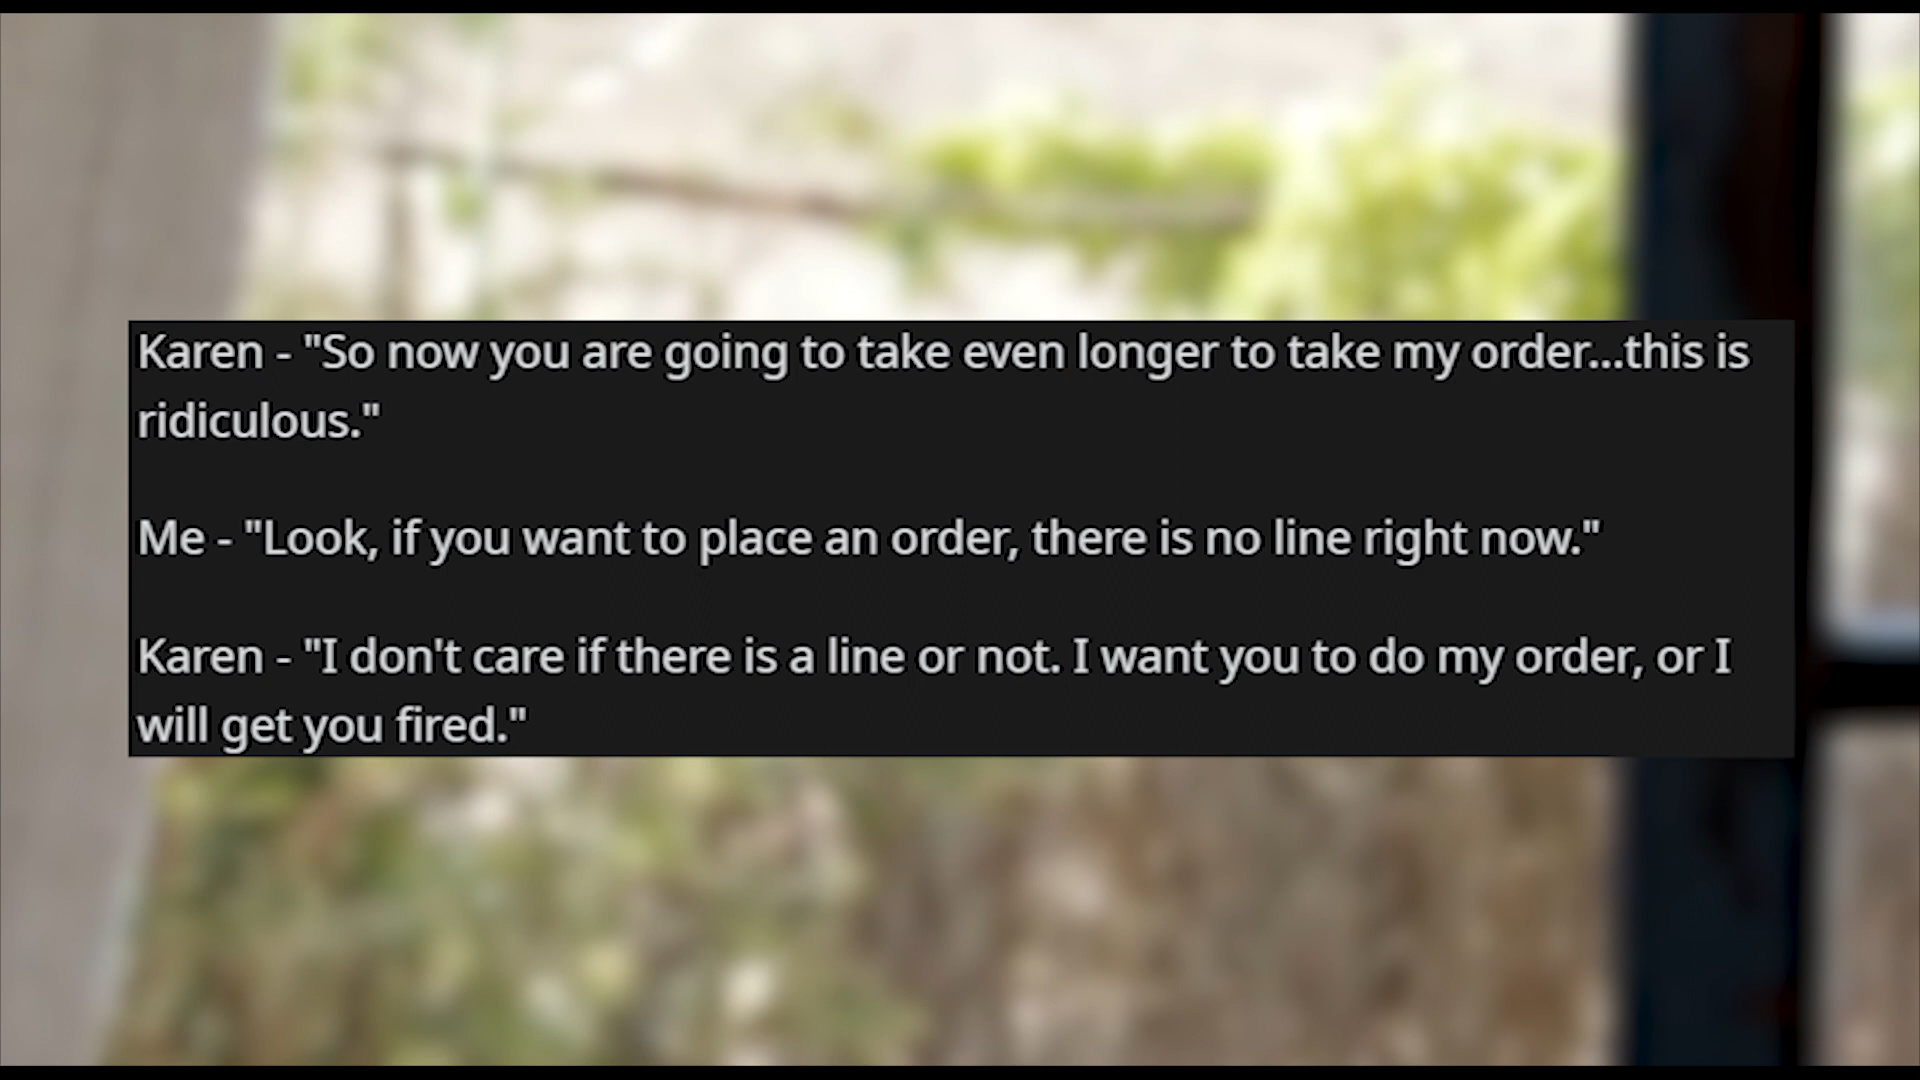 Karen - "So now you are going to take even longer to take my order...this is
ridiculous."
Me - "Look, if you want to place an order, there is no line right now."
Karen - "I don't care if there is a line or not. I want you to do my order, or I
will get you fired."